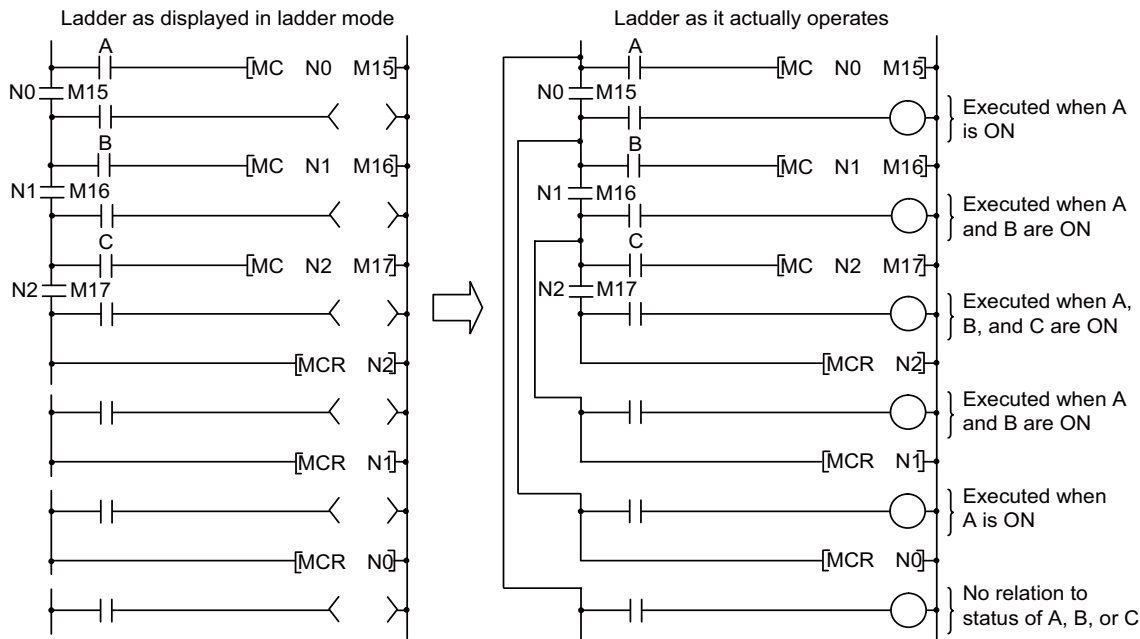 Ladder as displayed in ladder mode
A
[MC N0 M15]
N0 M15
B
[MC N1 M16]
N1 M16
C
[MC N2 M17]
N2 M17
[MCR N2]
[MCR N1]
[MCR N0]
Ladder as it actually operates
A
[MC N0 M15]
N0 M15
Executed when A
is ON
B
[MC N1 M16]
N1 M16
Executed when A
and B are ON
C
[MC N2 M17]
N2 M17
Executed when A,
B, and C are ON
[MCR N2]
Executed when A
and B are ON
[MCR N1]
Executed when
A is ON
[MCR N0]
No relation to
status of A, B, or C